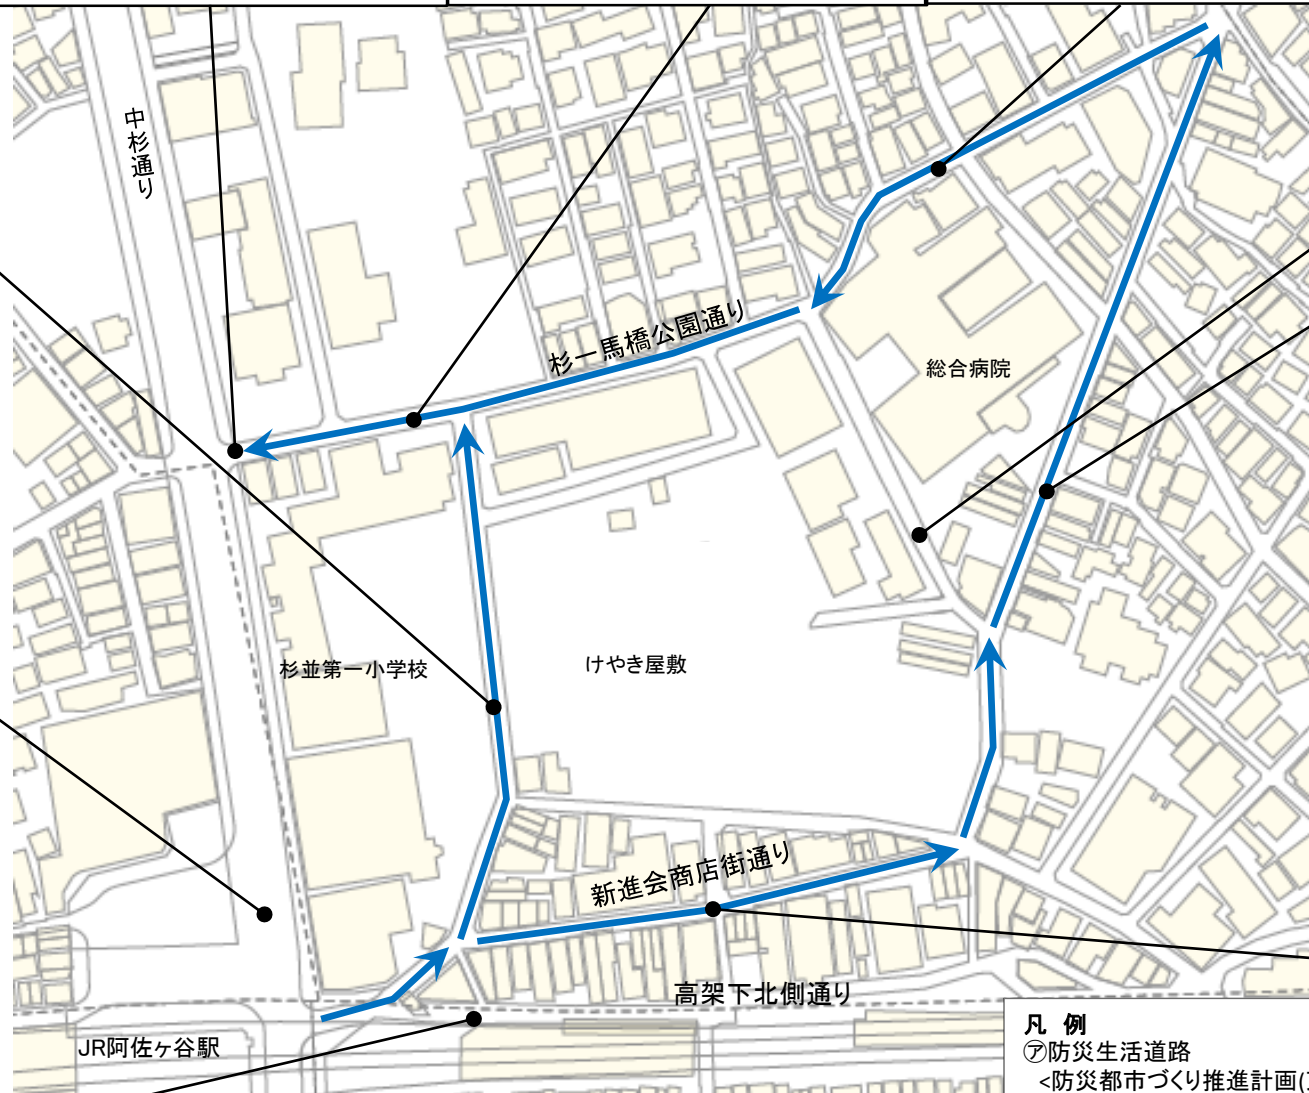 中杉通り
杉一馬橋公園通り
総合病院
杉並第一小学校
けやき屋敷
新進会商店街通り
高架下北側通り
JR阿佐ヶ谷駅
凡 例
㋐防災生活道路
<防災都市づくり推進計画(